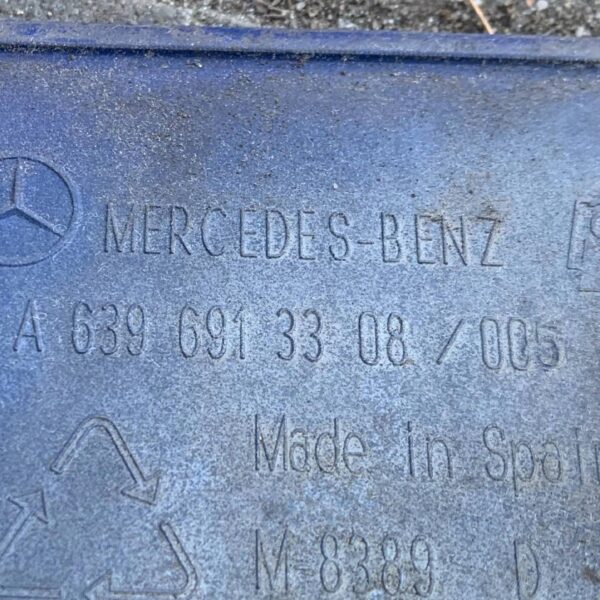 MERCEDES-BENZ
A 639 691 33 08 / 005
Made in Spain
M-8389 D